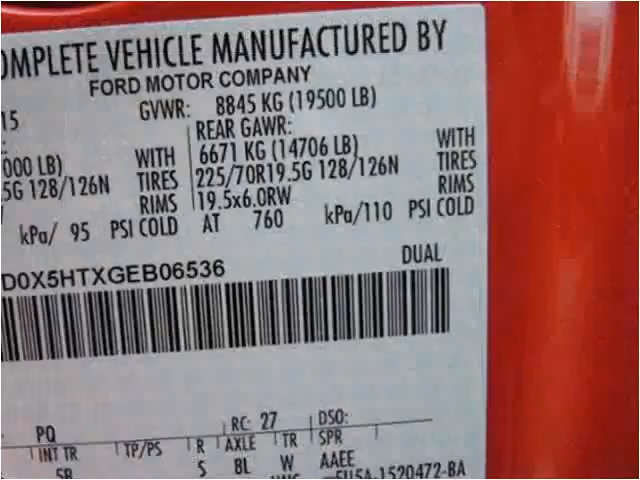 OMPLETE VEHICLE MANUFACTURED BY
FORD MOTOR COMPANY
15 GVWR: 8845 KG (19500 LB)
REAR GAWR:
000 LB) WITH 6671 KG (14706 LB) WITH
5G 128/126N TIRES 225/70R19.5G 128/126N TIRES
RIMS 19.5x6.0RW RIMS
kPa/ 95 PSI COLD AT 760 kPa/110 PSI COLD
DUAL
D0X5HTXGEB06536
PQ RC: 27 DSO:
INT TR TP/PS R AXLE TR SPR
5B S BL W AAEE
1520472-BA